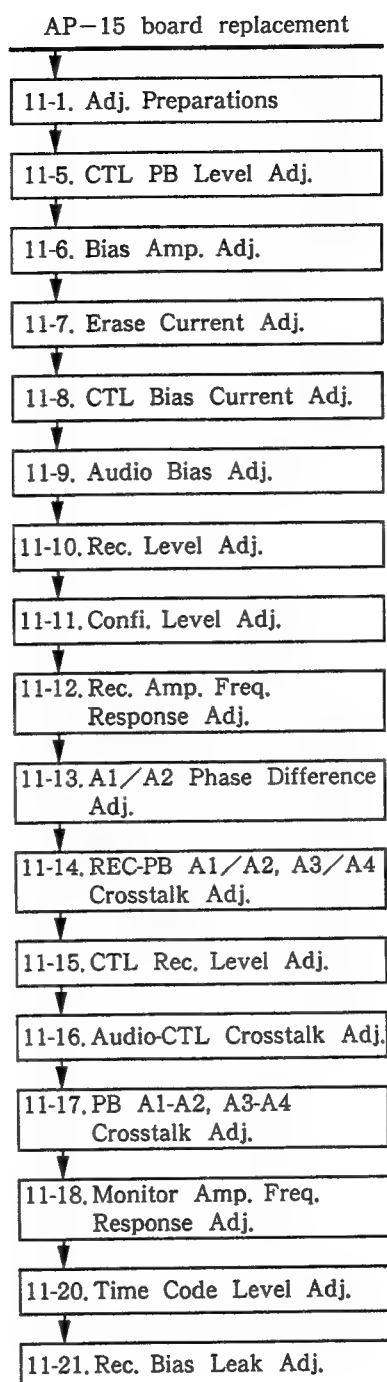 AP-15 board replacement
11-1. Adj. Preparations
11-5. CTL PB Level Adj.
11-6. Bias Amp. Adj.
11-7. Erase Current Adj.
11-8. CTL Bias Current Adj.
11-9. Audio Bias Adj.
11-10. Rec. Level Adj.
11-11. Confi. Level Adj.
11-12. Rec. Amp. Freq.
Response Adj.
11-13. A1/A2 Phase Difference
Adj.
11-14. REC-PB A1/A2, A3/A4
Crosstalk Adj.
11-15. CTL Rec. Level Adj.
11-16. Audio-CTL Crosstalk Adj.
11-17. PB A1-A2, A3-A4
Crosstalk Adj.
11-18. Monitor Amp. Freq.
Response Adj.
11-20. Time Code Level Adj.
11-21. Rec. Bias Leak Adj.